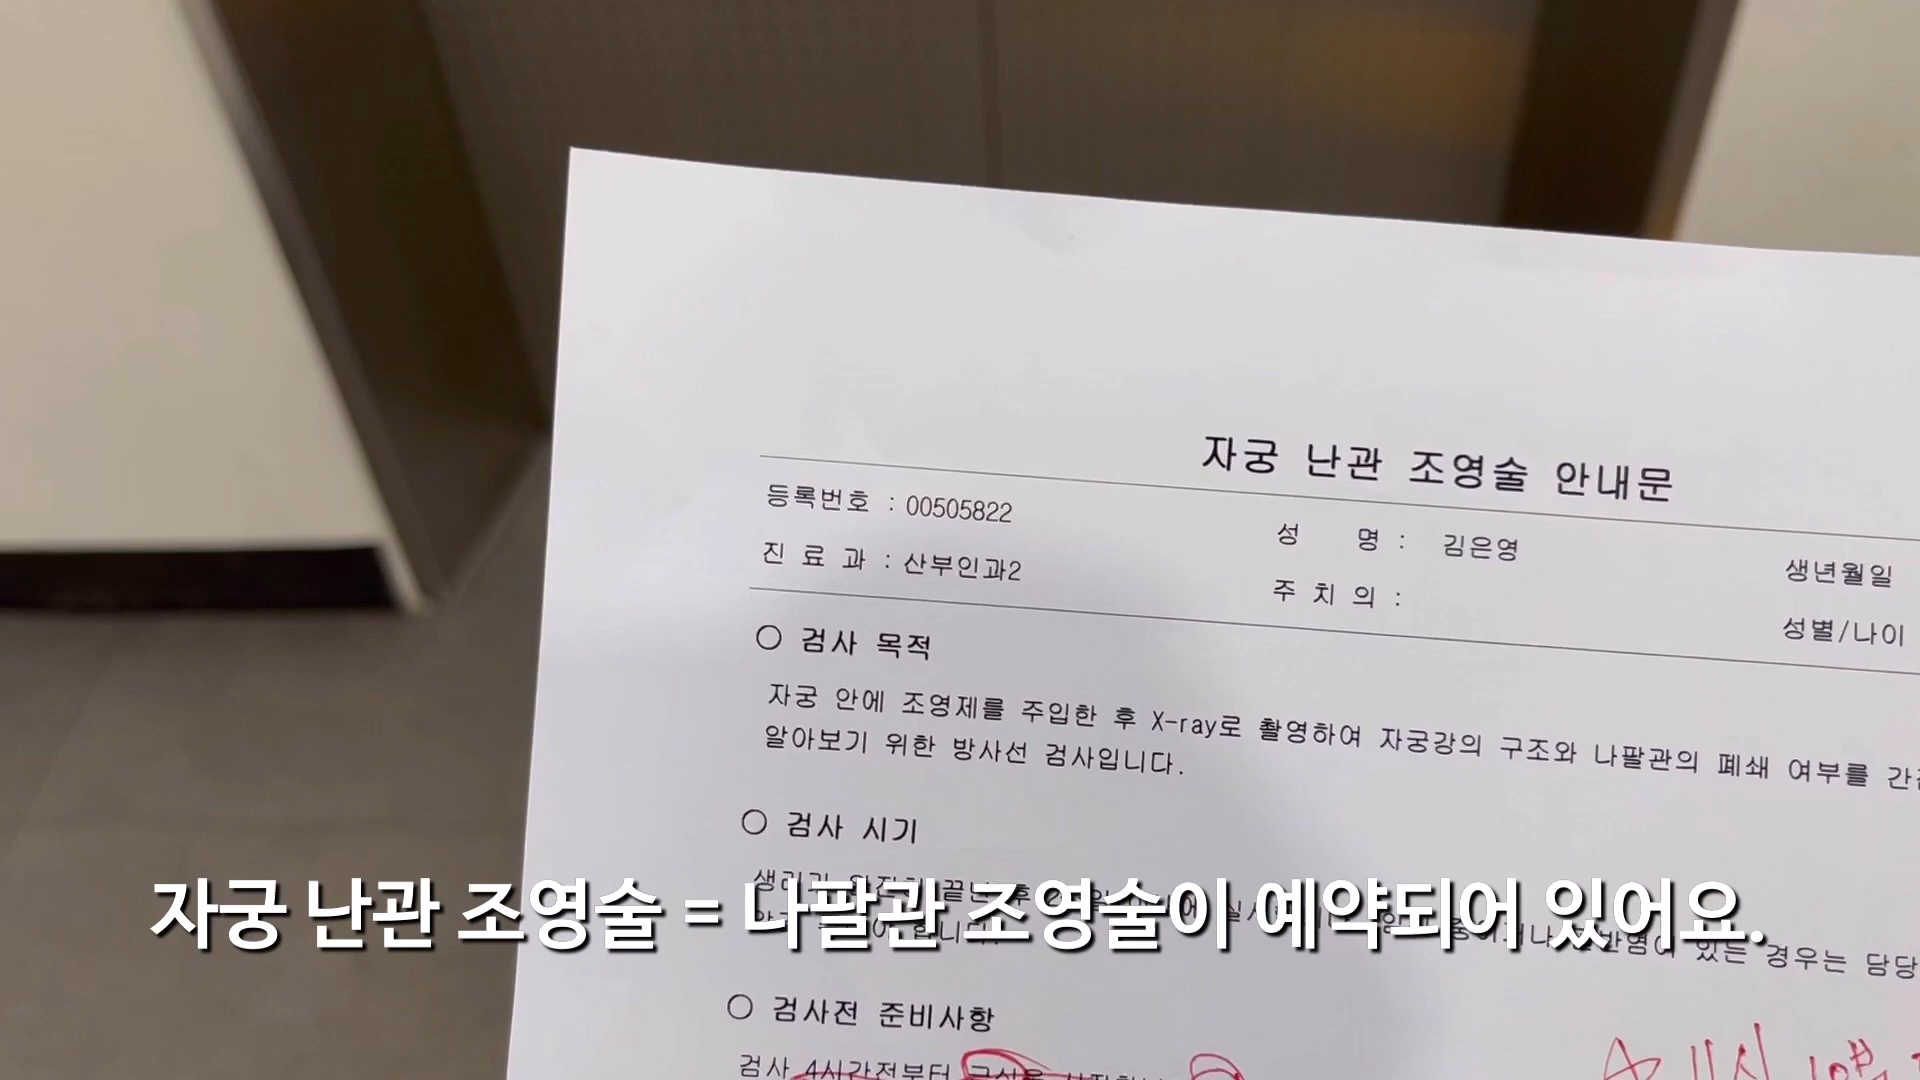 자궁 난관 조영술 안내문
등록번호 : 00505822
성 명 : 김은영
생년월일
진 료 과 : 산부인과2
주 치 의 :
성별/나이
○ 검사 목적
자궁 안에 조영제를 주입한 후 X-ray로 촬영하여 자궁강의 구조와 나팔관의 폐쇄 여부를
알아보기 위한 방사선 검사입니다.
○ 검사 시기
있는 경우는 담당
자궁 난관 조영술 = 나팔관 조영술이 예약되어 있어요.
○ 검사전 준비사항
검사 4시간전부터